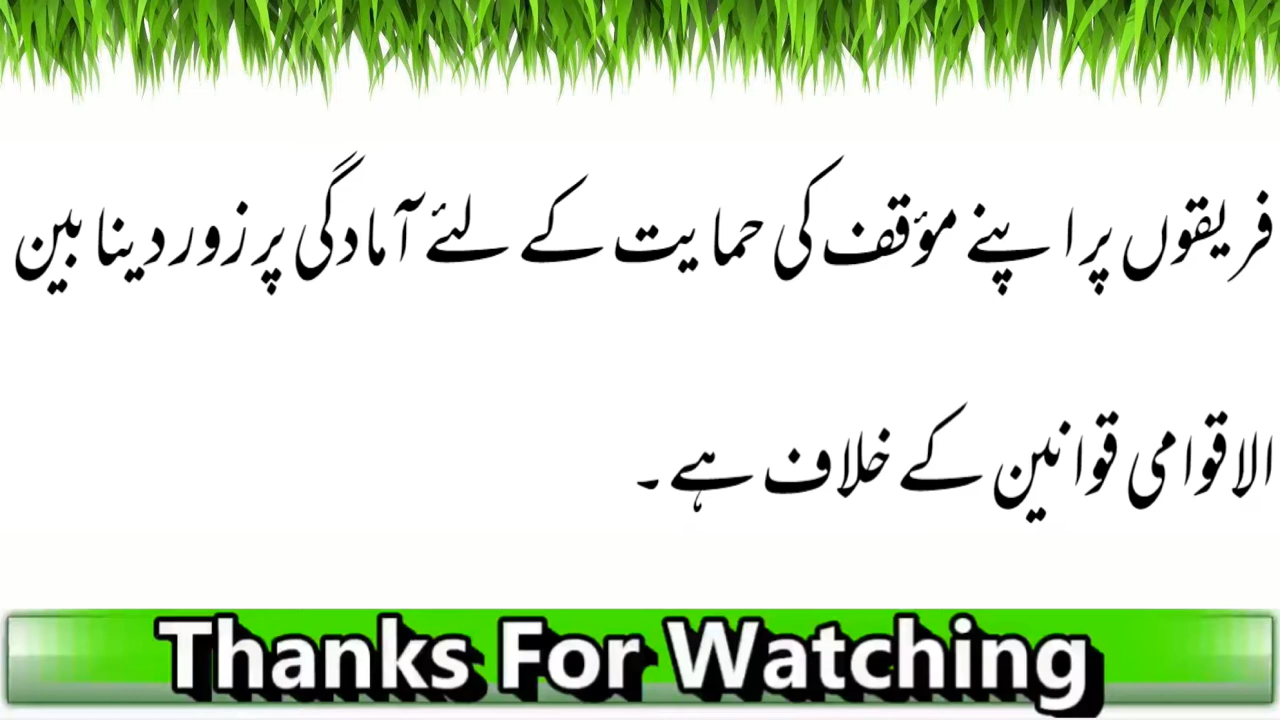 فریقوں پر اپنے مؤقف کی حمایت کے لئے آمادگی پر زور دینا بین
الاقوامی قوانین کے خلاف ہے۔
Thanks For Watching